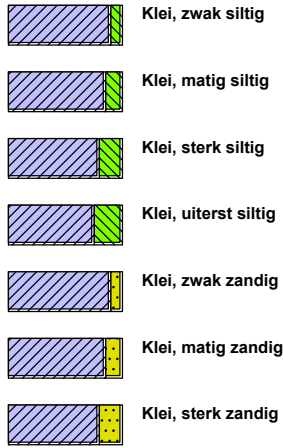 Klei, zwak siltig
Klei, matig siltig
Klei, sterk siltig
Klei, uiterst siltig
Klei, zwak zandig
Klei, matig zandig
Klei, sterk zandig